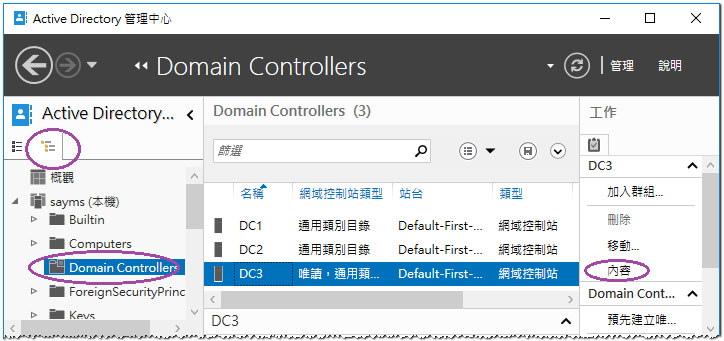 Active Directory 管理中心
Domain Controllers
管理
說明
Active Directory...
概觀
sayms (本機)
Builtin
Computers
Domain Controllers
ForeignSecurityPrinc
Keys
Domain Controllers (3)
篩選
名稱 網域控制站類型 站台 類型
DC1 通用類別目錄 Default-First-... 網域控制站
DC2 通用類別目錄 Default-First-... 網域控制站
DC3 唯讀，通用類... Default-First-... 網域控制站
DC3
工作
DC3
加入群組...
刪除
移動...
內容
Domain Cont...
預先建立唯...